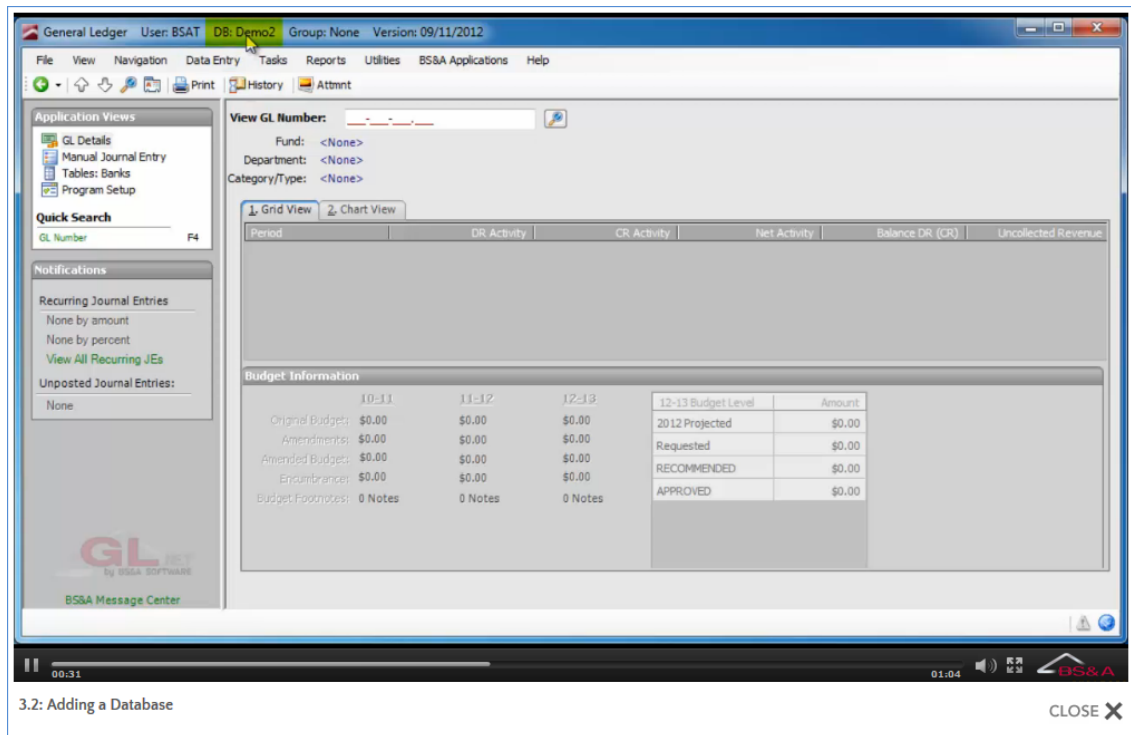 General Ledger User: BSAT DB: Demo2 Group: None Version: 09/11/2012
File View Navigation Data Entry Tasks Reports Utilities BS&A Applications Help
Print History Attmnt
Application Views
GL Details
Manual Journal Entry
Tables: Banks
Program Setup
Quick Search
GL Number F4
Notifications
Recurring Journal Entries
None by amount
None by percent
View All Recurring JEs
Unposted Journal Entries:
None
GL .NET
by BS&A SOFTWARE
BS&A Message Center
View GL Number: ___-___-___.___
Fund: <None>
Department: <None>
Category/Type: <None>
1. Grid View 2. Chart View
Period DR Activity CR Activity Net Activity Balance DR (CR) Uncollected Revenue
Budget Information
10-11 11-12 12-13
Original Budget: $0.00 $0.00 $0.00
Amendments: $0.00 $0.00 $0.00
Amended Budget: $0.00 $0.00 $0.00
Encumbrance: $0.00 $0.00 $0.00
Budget Footnotes: 0 Notes 0 Notes 0 Notes
12-13 Budget Level Amount
2012 Projected $0.00
Requested $0.00
RECOMMENDED $0.00
APPROVED $0.00
00:31 01:04 BS&A
3.2: Adding a Database
CLOSE